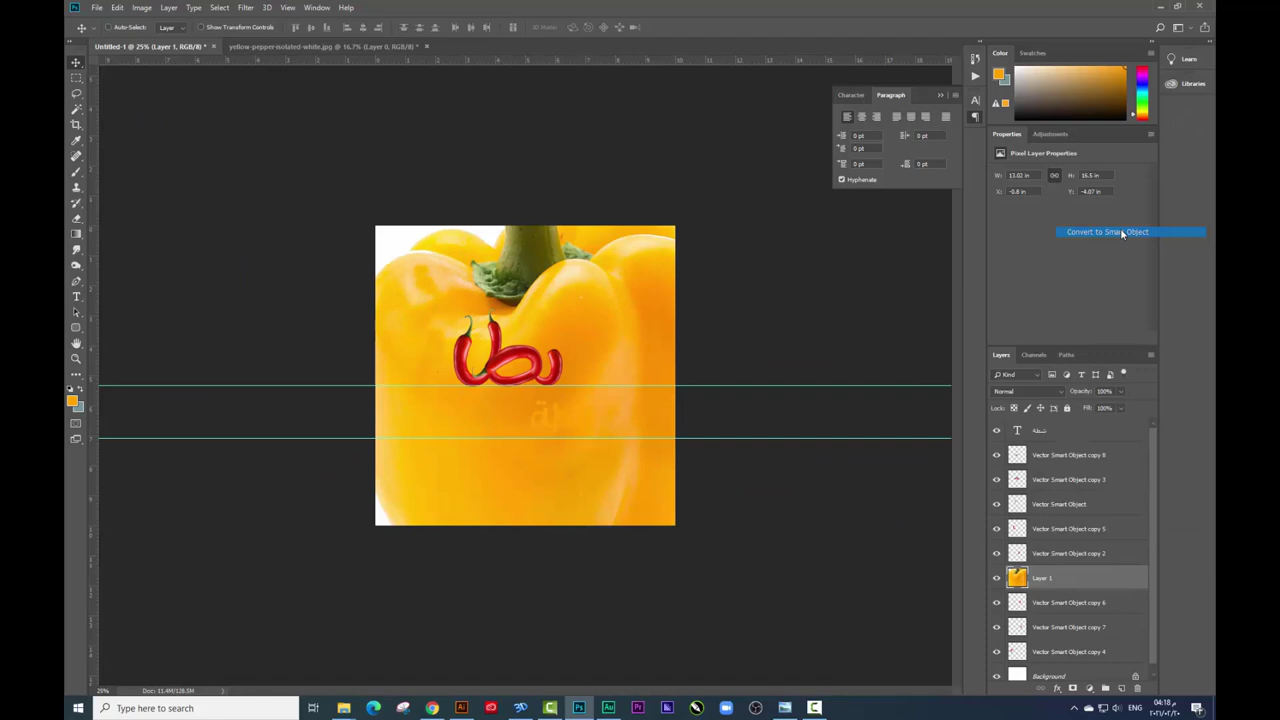 File Edit Image Layer Type Select Filter 3D View Window Help
Auto-Select: Layer Show Transform Controls 3D Mode:
Untitled-1 @ 25% (Layer 1, RGB/8) * × yellow-pepper-isolated-white.jpg @ 16.7% (Layer 0, RGB/8) * ×
Color Swatches
Learn
Libraries
Character Paragraph
0 pt 0 pt
0 pt
0 pt 0 pt
Hyphenate
Properties Adjustments
Pixel Layer Properties
W: 13.02 in H: 16.5 in
X: -0.8 in Y: -4.07 in
Convert to Smart Object
Layers Channels Paths
Kind
Normal Opacity: 100%
Lock: Fill: 100%
شطة
Vector Smart Object copy 8
Vector Smart Object copy 3
Vector Smart Object
Vector Smart Object copy 5
Vector Smart Object copy 2
Layer 1
Vector Smart Object copy 6
Vector Smart Object copy 7
Vector Smart Object copy 4
Background
25% Doc: 11.4M/128.5M
Type here to search
04:18 م